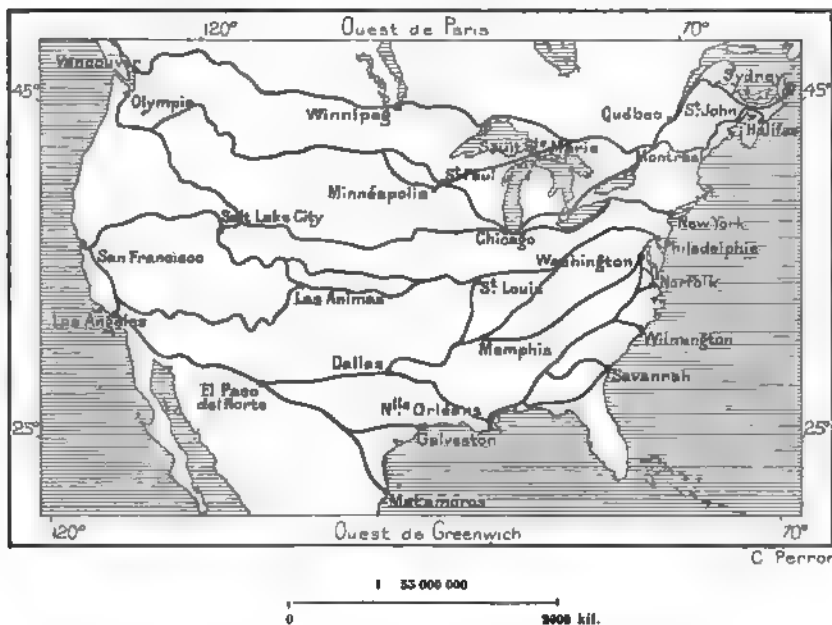 120° Ouest de Paris 70°
Vancouver
Sydney
45° 45°
Olympia
Winnipeg
Québec
St. John
Halifax
Saint Ste Marie
Montréal
St Paul
Minnéapolis
Salt Lake City
New York
Chicago
San Francisco
Washington
Philadelphie
Las Animas
St. Louis
Norfolk
Los Angeles
Memphis
Wilmington
Dallas
Savannah
El Paso
del Norte
Nlle Orléans
25° 25°
Galveston
Matamoros
120° Ouest de Greenwich 70°
C. Perron
1 : 33 000 000
0 2000 kil.